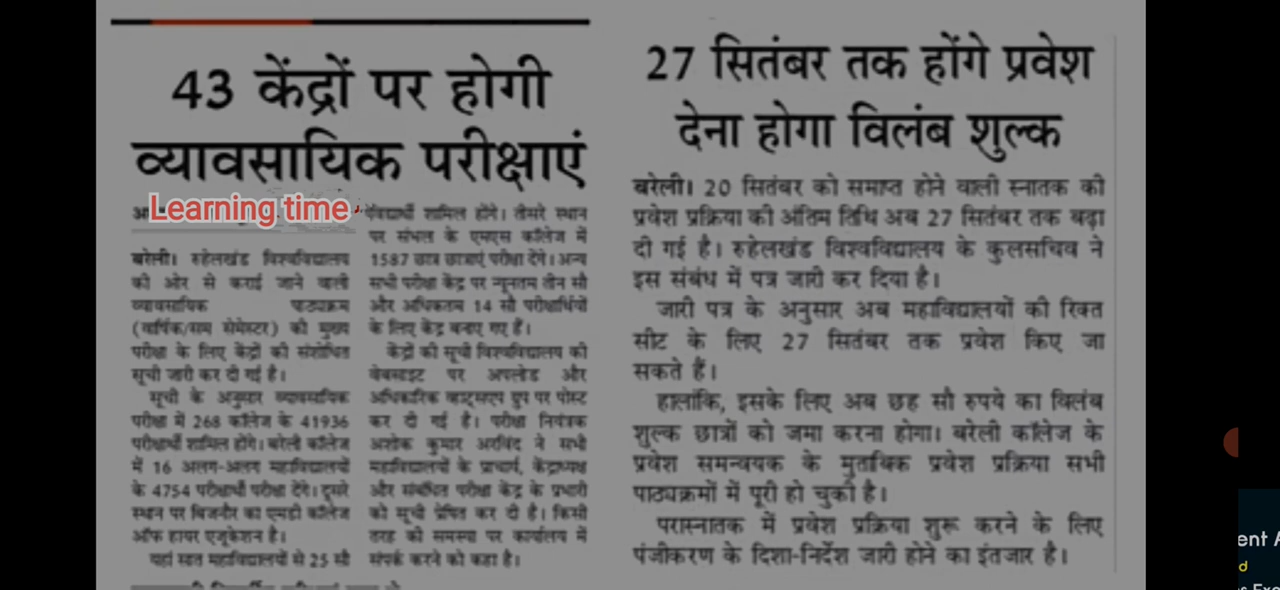 43 केंद्रों पर होगी
व्यावसायिक परीक्षाएं
Learning time
बरेली। रुहेलखंड विश्वविद्यालय
की ओर से कराई जाने वाली
व्यावसायिक पाठ्यक्रम
(वार्षिक/सम सेमेस्टर) की मुख्य
परीक्षा के लिए केंद्रों की संशोधित
सूची जारी कर दी गई है।
सूची के अनुसार व्यावसायिक
परीक्षा में 268 कॉलेज के 41936
परीक्षार्थी शामिल होंगे। बरेली कॉलेज
में 16 अलग-अलग महाविद्यालयों
के 4754 परीक्षार्थी परीक्षा देंगे। दूसरे
स्थान पर बिजनौर का एमडी कॉलेज
ऑफ हायर एजुकेशन है।
यहां सात महाविद्यालयों से 25 सौ
शामिल होंगे। तीसरे स्थान
पर संभल के एमएस कॉलेज में
1587 छात्र छात्राएं परीक्षा देंगे। अन्य
सभी परीक्षा केंद्र पर न्यूनतम तीन सौ
और अधिकतम 14 सौ परीक्षार्थियों
के लिए केंद्र बनाए गए हैं।
केंद्रों की सूची विश्वविद्यालय की
वेबसाइट पर अपलोड और
अधिकारिक व्हाट्सएप ग्रुप पर पोस्ट
कर दी गई है। परीक्षा नियंत्रक
अशोक कुमार अरविंद ने सभी
महाविद्यालयों के प्राचार्य, केंद्राध्यक्ष
और संबंधित परीक्षा केंद्र के प्रभारी
को सूची प्रेषित कर दी है। किसी
तरह की समस्या पर कार्यालय में
संपर्क करने को कहा है।
27 सितंबर तक होंगे प्रवेश
देना होगा विलंब शुल्क
बरेली। 20 सितंबर को समाप्त होने वाली स्नातक की
प्रवेश प्रक्रिया की अंतिम तिथि अब 27 सितंबर तक बढ़ा
दी गई है। रुहेलखंड विश्वविद्यालय के कुलसचिव ने
इस संबंध में पत्र जारी कर दिया है।
जारी पत्र के अनुसार अब महाविद्यालयों की रिक्त
सीट के लिए 27 सितंबर तक प्रवेश किए जा
सकते हैं।
हालांकि, इसके लिए अब छह सौ रुपये का विलंब
शुल्क छात्रों को जमा करना होगा। बरेली कॉलेज के
प्रवेश समन्वयक के मुताबिक प्रवेश प्रक्रिया सभी
पाठ्यक्रमों में पूरी हो चुकी है।
परास्नातक में प्रवेश प्रक्रिया शुरू करने के लिए
पंजीकरण के दिशा-निर्देश जारी होने का इंतजार है।